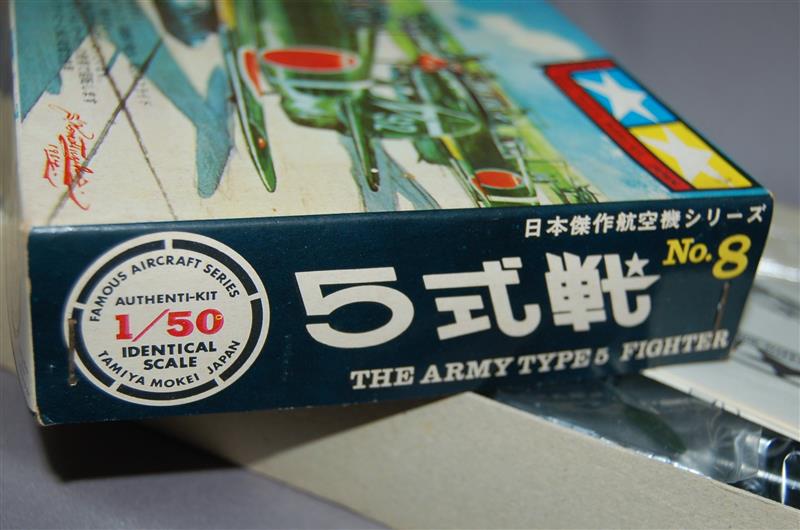 日本傑作航空機シリーズ
No.8
5式戦
THE ARMY TYPE 5 FIGHTER
FAMOUS AIRCRAFT SERIES
AUTHENTI-KIT
1/50
IDENTICAL
SCALE
TAMIYA MOKEI JAPAN